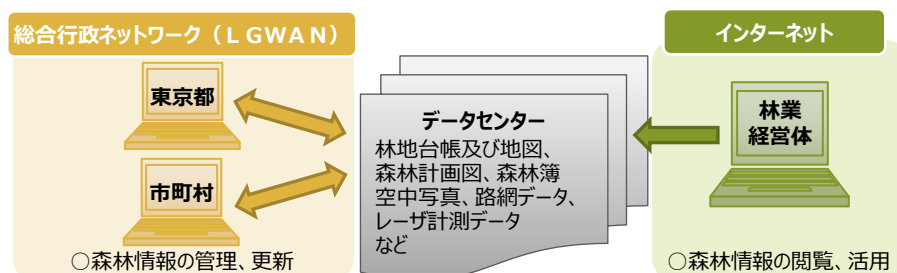 総合行政ネットワーク（ＬＧＷＡＮ）
東京都
市町村
○森林情報の管理、更新
データセンター
林地台帳及び地図、
森林計画図、森林簿
空中写真、路網データ、
レーザ計測データ
など
インターネット
林業
経営体
○森林情報の閲覧、活用